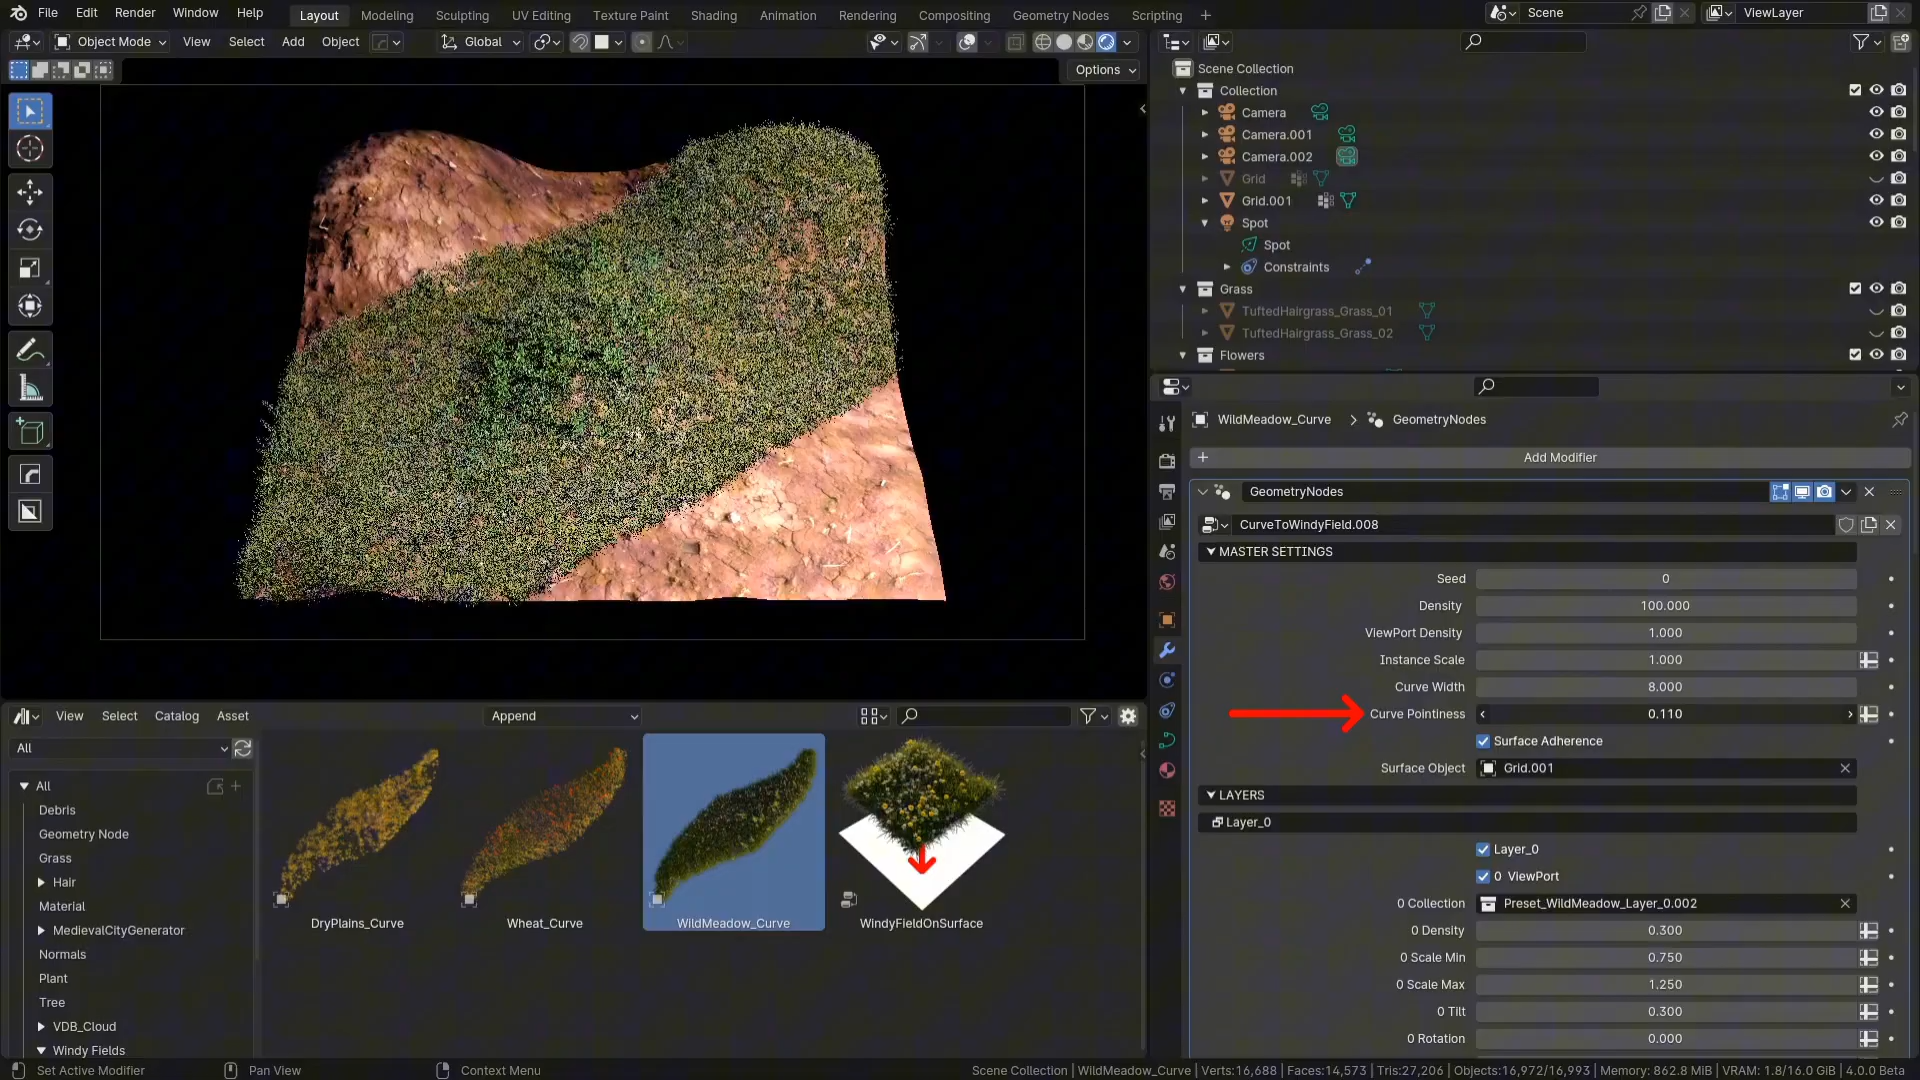 File Edit Render Window Help Layout Modeling Sculpting UV Editing Texture Paint Shading Animation Rendering Compositing Geometry Nodes Scripting + Scene ViewLayer
Object Mode View Select Add Object Global
Options
Scene Collection
Collection
Camera
Camera.001
Camera.002
Grid
Grid.001
Spot
Spot
Constraints
Grass
TuftedHairgrass_Grass_01
TuftedHairgrass_Grass_02
Flowers
WildMeadow_Curve > GeometryNodes
+ Add Modifier
GeometryNodes
CurveToWindyField.008
MASTER SETTINGS
Seed 0
Density 100.000
ViewPort Density 1.000
Instance Scale 1.000
Curve Width 8.000
Curve Pointiness 0.110
Surface Adherence
Surface Object Grid.001
LAYERS
Layer_0
Layer_0
0 ViewPort
0 Collection Preset_WildMeadow_Layer_0.002
0 Density 0.300
0 Scale Min 0.750
0 Scale Max 1.250
0 Tilt 0.300
0 Rotation 0.000
View Select Catalog Asset Append
All
All
Debris
Geometry Node
Grass
Hair
Material
MedievalCityGenerator
Normals
Plant
Tree
VDB_Cloud
Windy Fields
DryPlains_Curve
Wheat_Curve
WildMeadow_Curve
WindyFieldOnSurface
Set Active Modifier Pan View Context Menu Scene Collection | WildMeadow_Curve | Verts:16,688 | Faces:14,573 | Tris:27,206 | Objects:16,972/16,993 | Memory: 862.8 MiB | VRAM: 1.8/16.0 GiB | 4.0.0 Beta